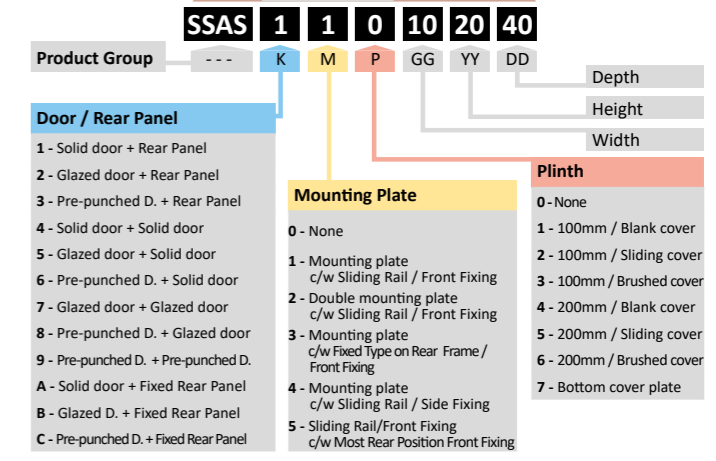 SSAS 1 1 0 10 20 40
Product Group --- K M P GG YY DD
Depth
Height
Width
Door / Rear Panel
1 - Solid door + Rear Panel
2 - Glazed door + Rear Panel
3 - Pre-punched D. + Rear Panel
4 - Solid door + Solid door
5 - Glazed door + Solid door
6 - Pre-punched D. + Solid door
7 - Glazed door + Glazed door
8 - Pre-punched D. + Glazed door
9 - Pre-punched D. + Pre-punched D.
A - Solid door + Fixed Rear Panel
B - Glazed D. + Fixed Rear Panel
C - Pre-punched D. + Fixed Rear Panel
Mounting Plate
0 - None
1 - Mounting plate
c/w Sliding Rail / Front Fixing
2 - Double mounting plate
c/w Sliding Rail / Front Fixing
3 - Mounting plate
c/w Fixed Type on Rear Frame /
Front Fixing
4 - Mounting plate
c/w Sliding Rail / Side Fixing
5 - Sliding Rail/Front Fixing
c/w Most Rear Position Front Fixing
Plinth
0 - None
1 - 100mm / Blank cover
2 - 100mm / Sliding cover
3 - 100mm / Brushed cover
4 - 200mm / Blank cover
5 - 200mm / Sliding cover
6 - 200mm / Brushed cover
7 - Bottom cover plate